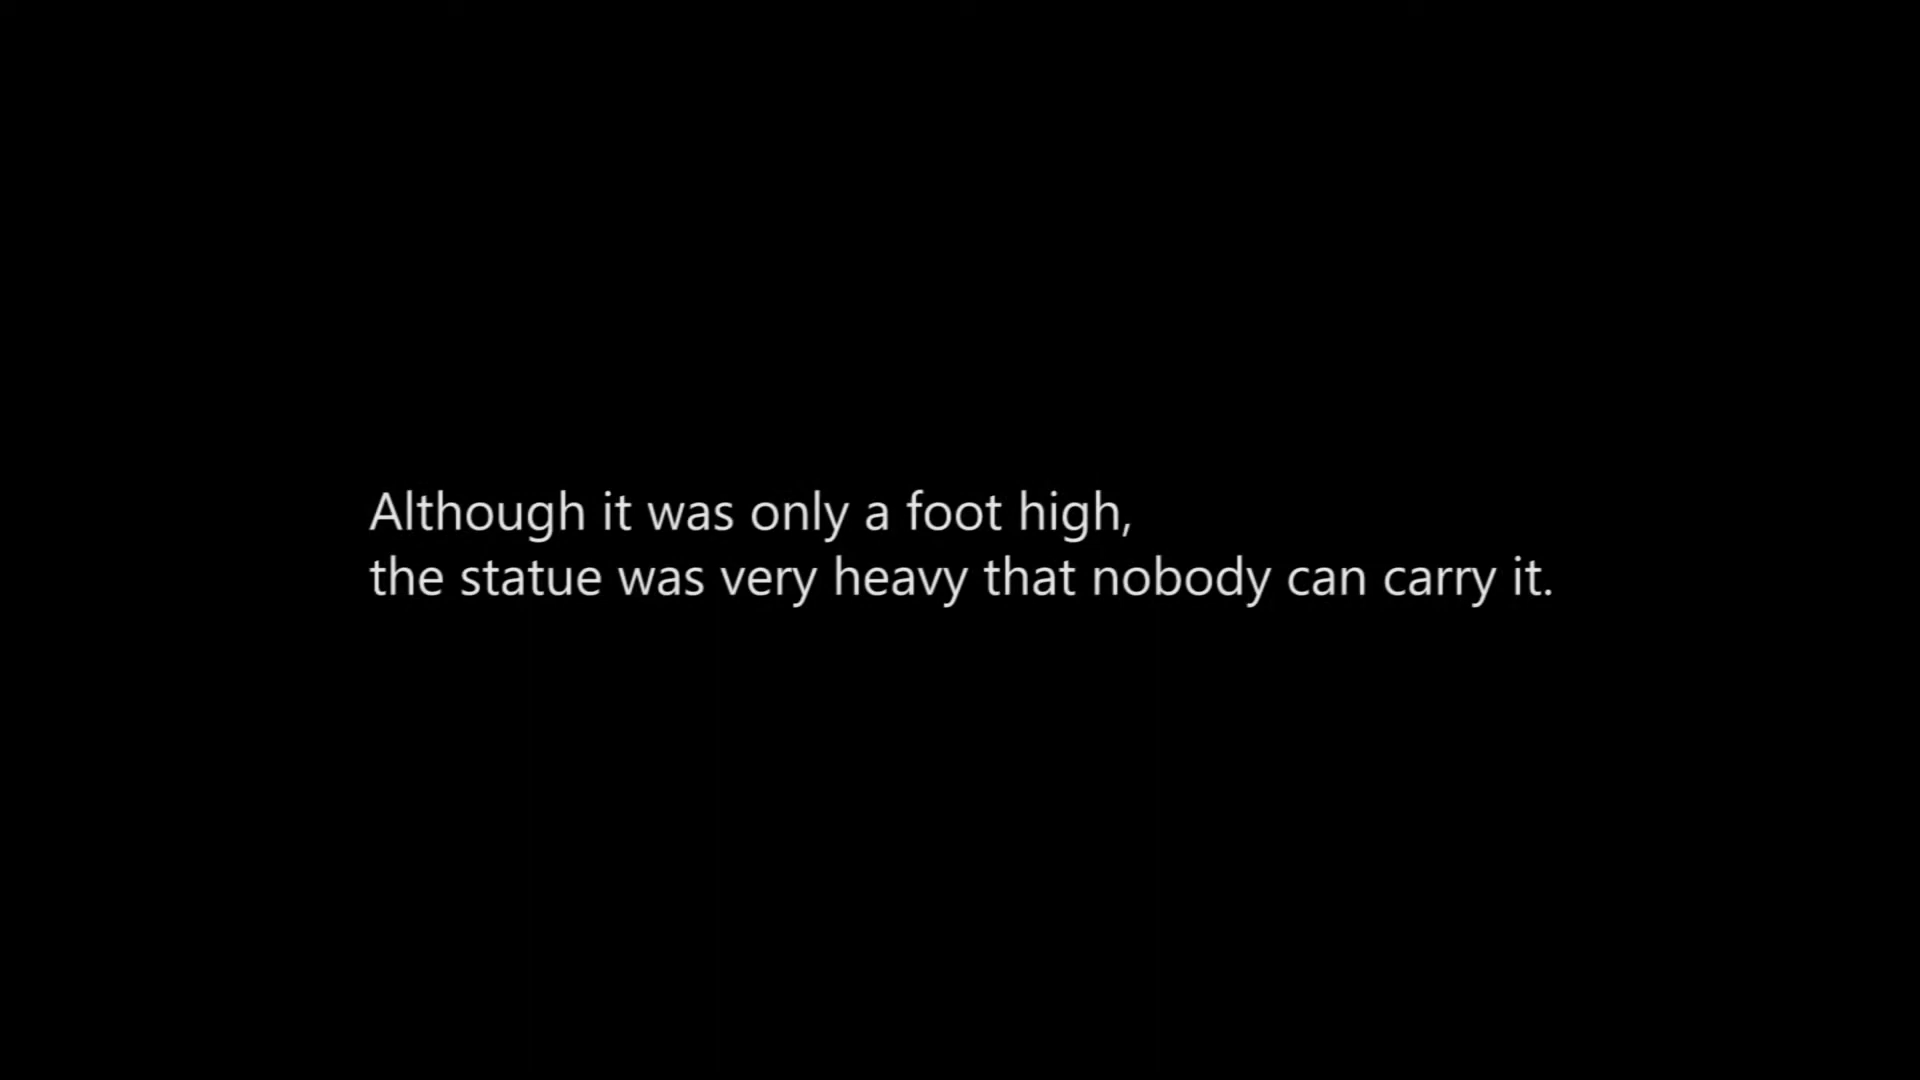 Although it was only a foot high,
the statue was very heavy that nobody can carry it.